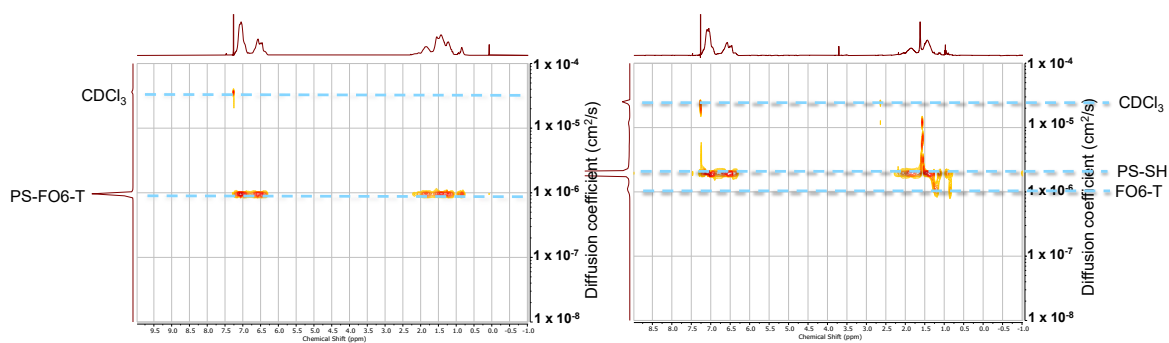 CDCl₃
PS-FO6-T
1 x 10⁻⁴
1 x 10⁻⁵
1 x 10⁻⁶
1 x 10⁻⁷
1 x 10⁻⁸
Diffusion coefficient (cm²/s)
9.5 9.0 8.5 8.0 7.5 7.0 6.5 6.0 5.5 5.0 4.5 4.0 3.5 3.0 2.5 2.0 1.5 1.0 0.5 0.0 -0.5 -1.0
Chemical Shift (ppm)
1 x 10⁻⁴
1 x 10⁻⁵
1 x 10⁻⁶
1 x 10⁻⁷
1 x 10⁻⁸
Diffusion coefficient (cm²/s)
CDCl₃
PS-SH
FO6-T
8.5 8.0 7.5 7.0 6.5 6.0 5.5 5.0 4.5 4.0 3.5 3.0 2.5 2.0 1.5 1.0 0.5 0.0 -0.5 -1.0
Chemical Shift (ppm)